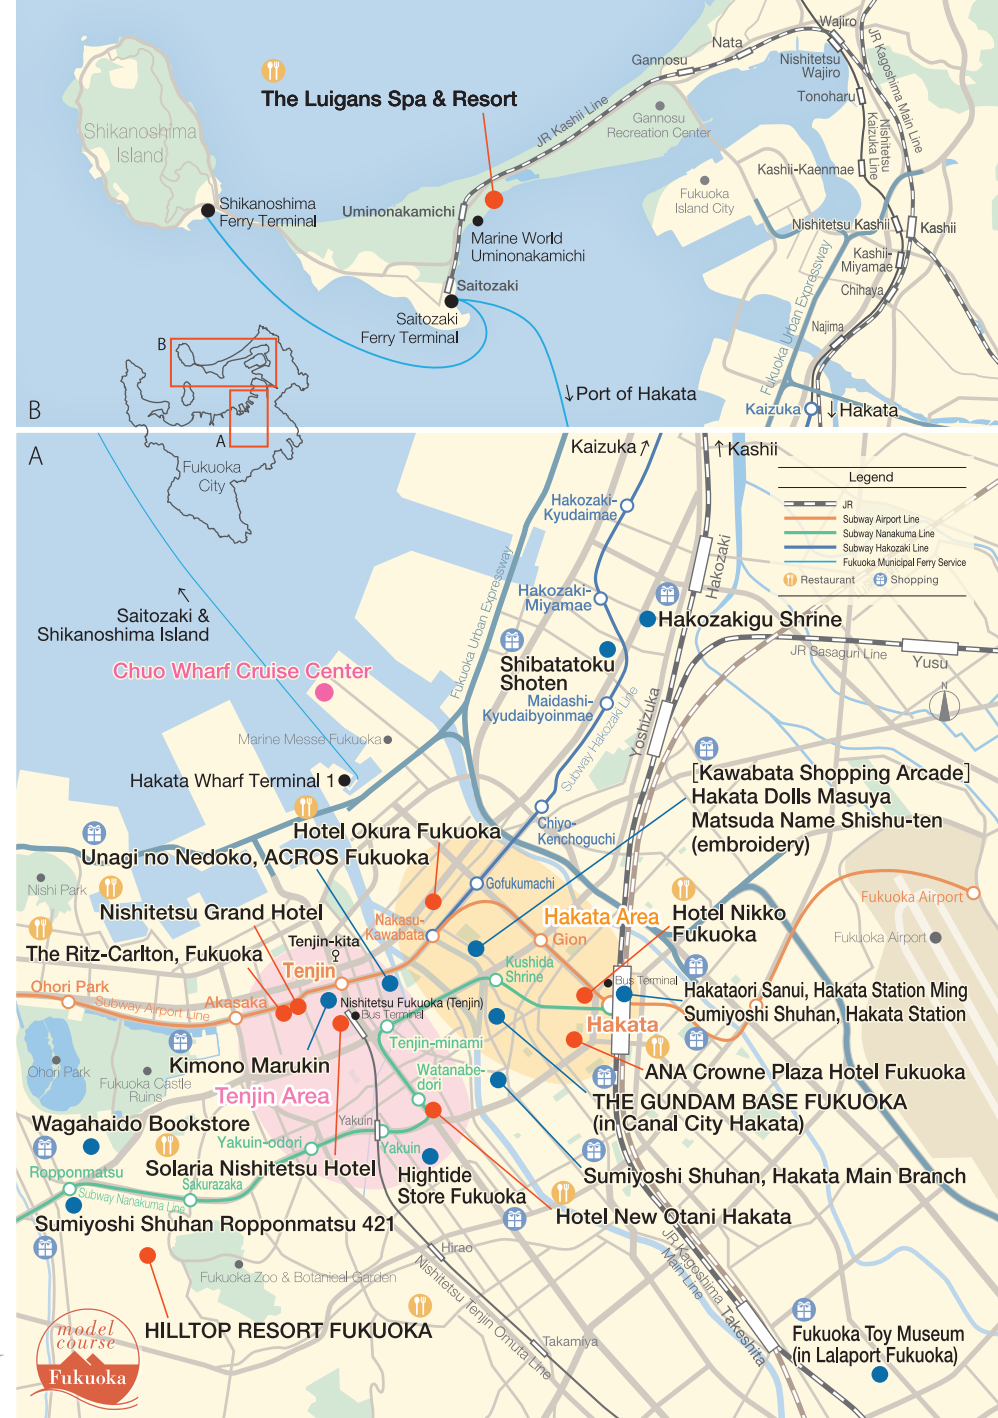 Wajiro
Nata
Gannosu
Nishitetsu
Wajiro
JR Kagoshima Main Line
The Luigans Spa & Resort
Tonoharu
JR Kashii Line
Gannosu
Recreation Center
Nishitetsu
Kaizuka Line
Shikanoshima
Island
Kashii-Kaenmae
Shikanoshima
Ferry Terminal
Uminonakamichi
Fukuoka
Island City
Marine World
Uminonakamichi
Nishitetsu Kashii
Kashii
Kashii-
Miyamae
Saitozaki
Chihaya
Saitozaki
Ferry Terminal
Fukuoka Urban Expressway
Najima
B
↓Port of Hakata
Kaizuka
↓Hakata
B
A
Fukuoka
City
A
Kaizuka↗
↑Kashii
Legend
JR
Subway Airport Line
Subway Nanakuma Line
Subway Hakozaki Line
Fukuoka Municipal Ferry Service
Restaurant
Shopping
Hakozaki-
Kyudaimae
Hakozaki
Fukuoka Urban Expressway
Hakozaki-
Miyamae
↖
Saitozaki &
Shikanoshima Island
Hakozakigu Shrine
JR Sasaguri Line
Yusu
Chuo Wharf Cruise Center
Shibatatoku
Shoten
N
Maidashi-
Kyudaibyoinmae
Subway Hakozaki Line
Yoshizuka
Marine Messe Fukuoka
Hakata Wharf Terminal 1
[Kawabata Shopping Arcade]
Hakata Dolls Masuya
Matsuda Name Shishu-ten
(embroidery)
Chiyo-
Kenchoguchi
Hotel Okura Fukuoka
Unagi no Nedoko, ACROS Fukuoka
Nishi Park
Gofukumachi
Fukuoka Airport
Nishitetsu Grand Hotel
Nakasu-
Kawabata
Hakata Area
Hotel Nikko
Fukuoka
Gion
Fukuoka Airport
The Ritz-Carlton, Fukuoka
Tenjin-kita
Tenjin
Kushida
Shrine
Bus Terminal
Ohori Park
Subway Airport Line
Akasaka
Nishitetsu Fukuoka (Tenjin)
Bus Terminal
Hakataori Sanui, Hakata Station Ming
Sumiyoshi Shuhan, Hakata Station
Hakata
Tenjin-minami
Ohori Park
Kimono Marukin
Fukuoka Castle
Ruins
Watanabe-
dori
ANA Crowne Plaza Hotel Fukuoka
Tenjin Area
THE GUNDAM BASE FUKUOKA
(in Canal City Hakata)
Wagahaido Bookstore
Yakuin
Yakuin-odori
Yakuin
Ropponmatsu
Solaria Nishitetsu Hotel
Hightide
Store Fukuoka
Sumiyoshi Shuhan, Hakata Main Branch
Sakurazaka
Subway Nanakuma Line
Sumiyoshi Shuhan Ropponmatsu 421
Hotel New Otani Hakata
Hirao
JR Kagoshima
Main Line
Fukuoka Zoo & Botanical Garden
Nishitetsu Tenjin Omuta Line
Takeshita
HILLTOP RESORT FUKUOKA
Takamiya
Fukuoka Toy Museum
(in Lalaport Fukuoka)
model
course
Fukuoka